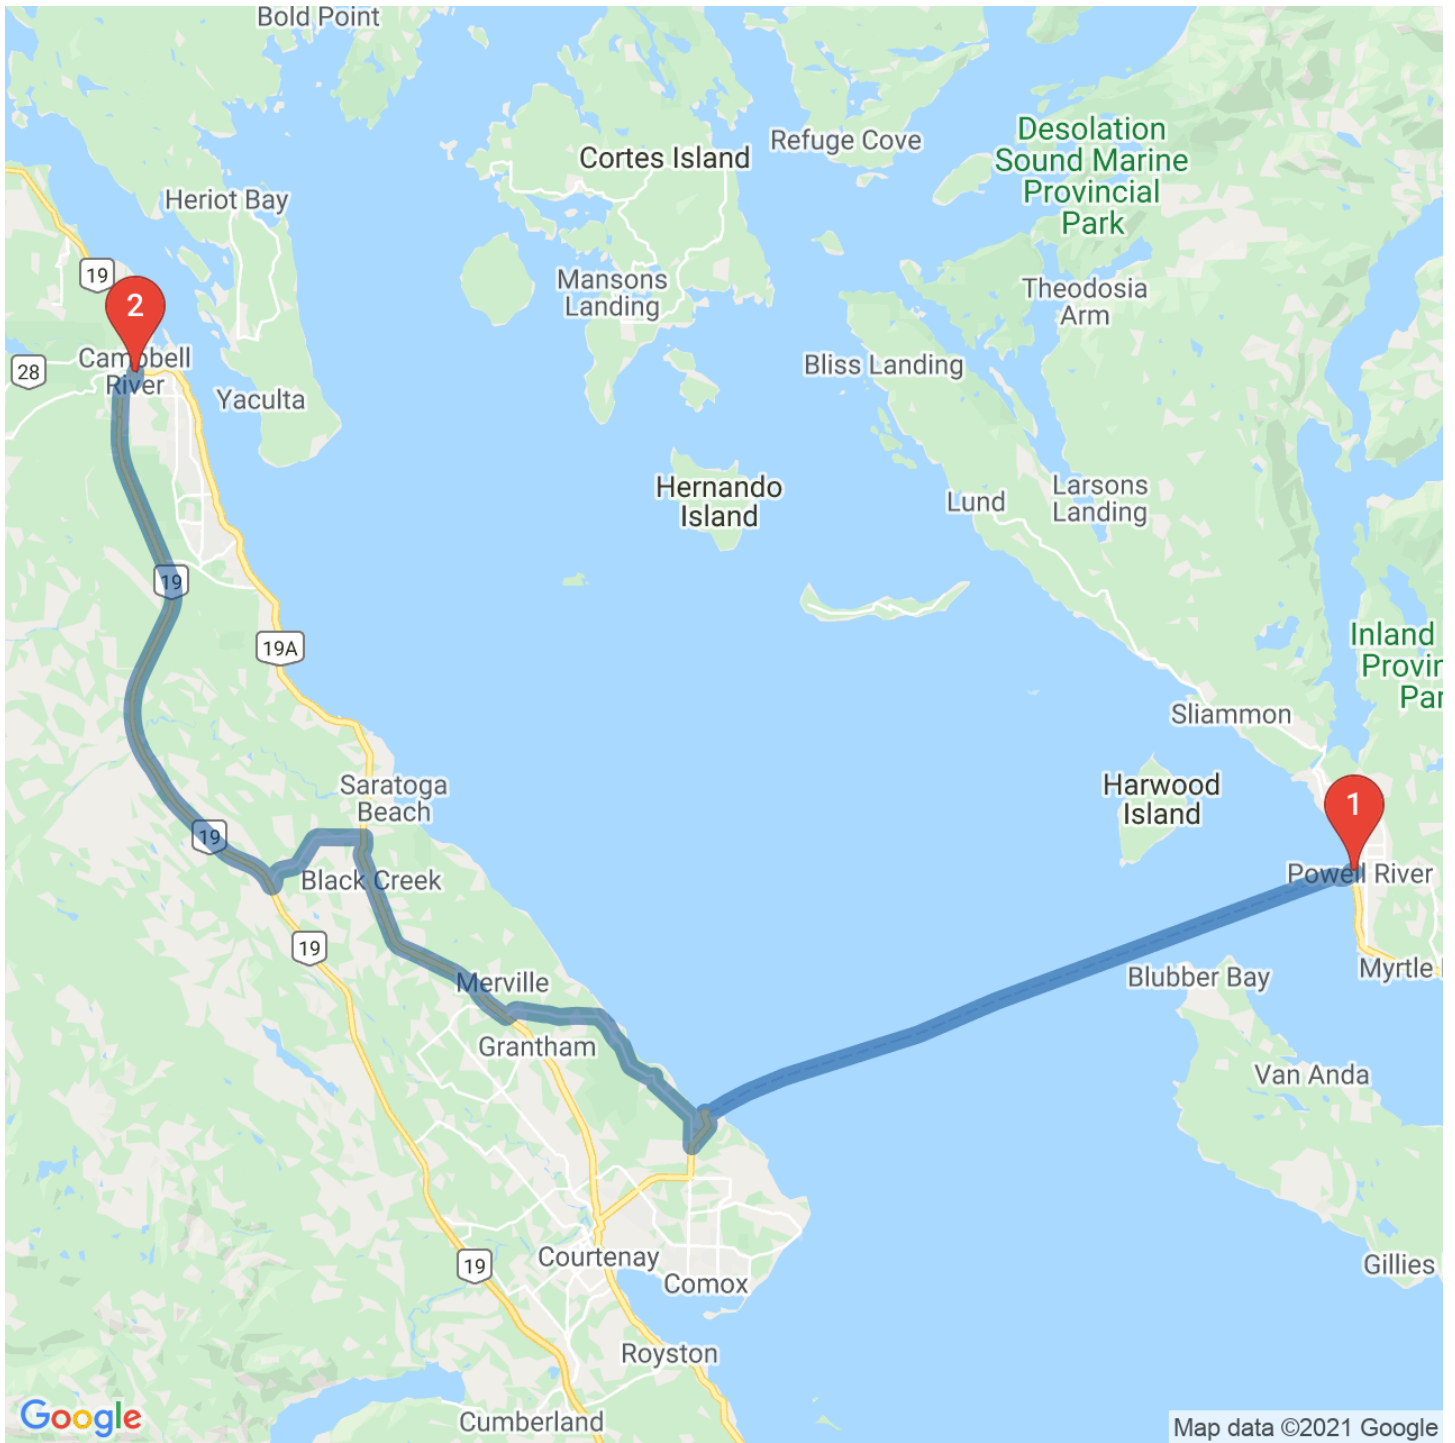 Bold Point
Refuge Cove
Cortes Island
Desolation
Sound Marine
Provincial
Park
Heriot Bay
19
Mansons
Landing
Theodosia
Arm
2
Campbell
River
28
Yaculta
Bliss Landing
Hernando
Island
Lund
Larsons
Landing
19
19A
Inland
Provin
Par
Sliammon
Saratoga
Beach
Harwood
Island
1
19
Black Creek
Powell River
19
Merville
Blubber Bay
Myrtle
Grantham
Van Anda
Courtenay
19
Comox
Gillies
Royston
Cumberland
Google
Map data ©2021 Google